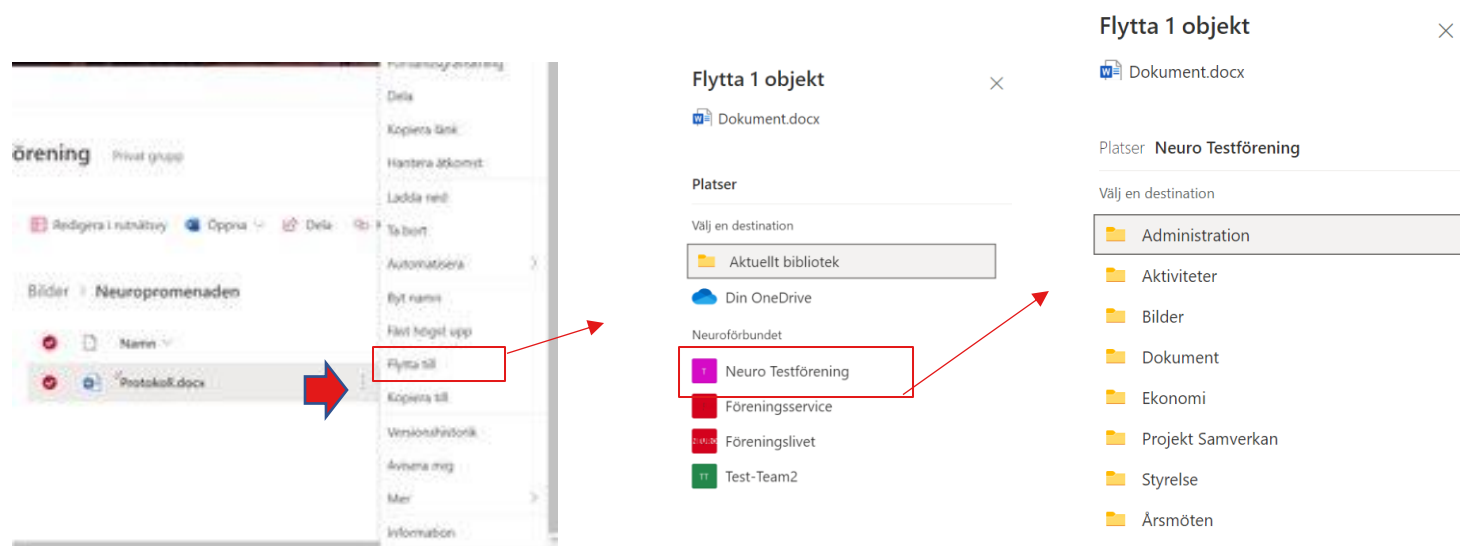 örening Privat grupp
Redigera i rutnätsvy Öppna Dela
Bilder Neuropromenaden
Namn
Protokoll.docx
Dela
Kopiera länk
Hantera åtkomst
Ladda ned
Ta bort
Automatisera
Byt namn
Fäst högst upp
Flytta till
Kopiera till
Versionshistorik
Avisera mig
Mer
Information
Flytta 1 objekt
Dokument.docx
Platser
Välj en destination
Aktuellt bibliotek
Din OneDrive
Neuroförbundet
T Neuro Testförening
Föreningsservice
Föreningslivet
TT Test-Team2
Flytta 1 objekt
Dokument.docx
Platser Neuro Testförening
Välj en destination
Administration
Aktiviteter
Bilder
Dokument
Ekonomi
Projekt Samverkan
Styrelse
Årsmöten